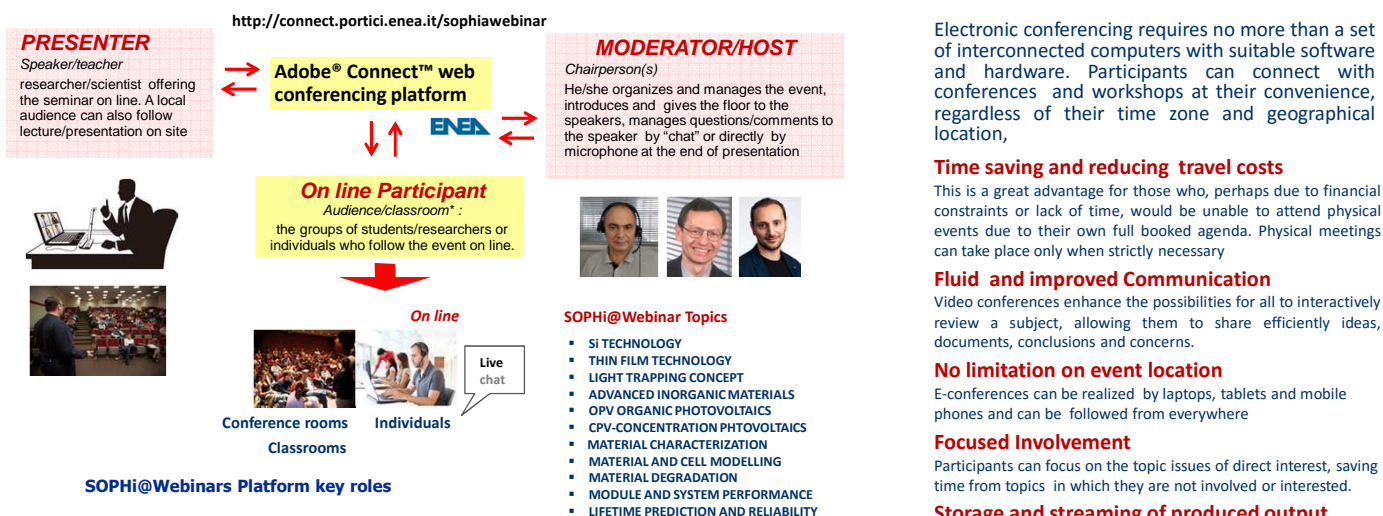 http://connect.portici.enea.it/sophiawebinar
PRESENTER
Speaker/teacher
researcher/scientist offering
the seminar on line. A local
audience can also follow
lecture/presentation on site
Adobe® Connect™ web
conferencing platform
ENEA
MODERATOR/HOST
Chairperson(s)
He/she organizes and manages the event,
introduces and gives the floor to the
speakers, manages questions/comments to
the speaker by “chat” or directly by
microphone at the end of presentation
On line Participant
Audience/classroom* :
the groups of students/researchers or
individuals who follow the event on line.
On line
Live
chat
Conference rooms
Individuals
Classrooms
SOPHi@Webinars Platform key roles
SOPHi@Webinar Topics
▪ Si TECHNOLOGY
▪ THIN FILM TECHNOLOGY
▪ LIGHT TRAPPING CONCEPT
▪ ADVANCED INORGANIC MATERIALS
▪ OPV ORGANIC PHOTOVOLTAICS
▪ CPV-CONCENTRATION PHTOVOLTAICS
▪ MATERIAL CHARACTERIZATION
▪ MATERIAL AND CELL MODELLING
▪ MATERIAL DEGRADATION
▪ MODULE AND SYSTEM PERFORMANCE
▪ LIFETIME PREDICTION AND RELIABILITY
Electronic conferencing requires no more than a set
of interconnected computers with suitable software
and hardware. Participants can connect with
conferences and workshops at their convenience,
regardless of their time zone and geographical
location,
Time saving and reducing travel costs
This is a great advantage for those who, perhaps due to financial
constraints or lack of time, would be unable to attend physical
events due to their own full booked agenda. Physical meetings
can take place only when strictly necessary
Fluid and improved Communication
Video conferences enhance the possibilities for all to interactively
review a subject, allowing them to share efficiently ideas,
documents, conclusions and concerns.
No limitation on event location
E-conferences can be realized by laptops, tablets and mobile
phones and can be followed from everywhere
Focused Involvement
Participants can focus on the topic issues of direct interest, saving
time from topics in which they are not involved or interested.
Storage and streaming of produced output